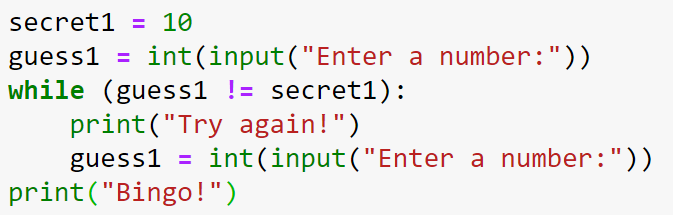 secret1 = 10
guess1 = int(input("Enter a number:"))
while (guess1 != secret1):
    print("Try again!")
    guess1 = int(input("Enter a number:"))
print("Bingo!")